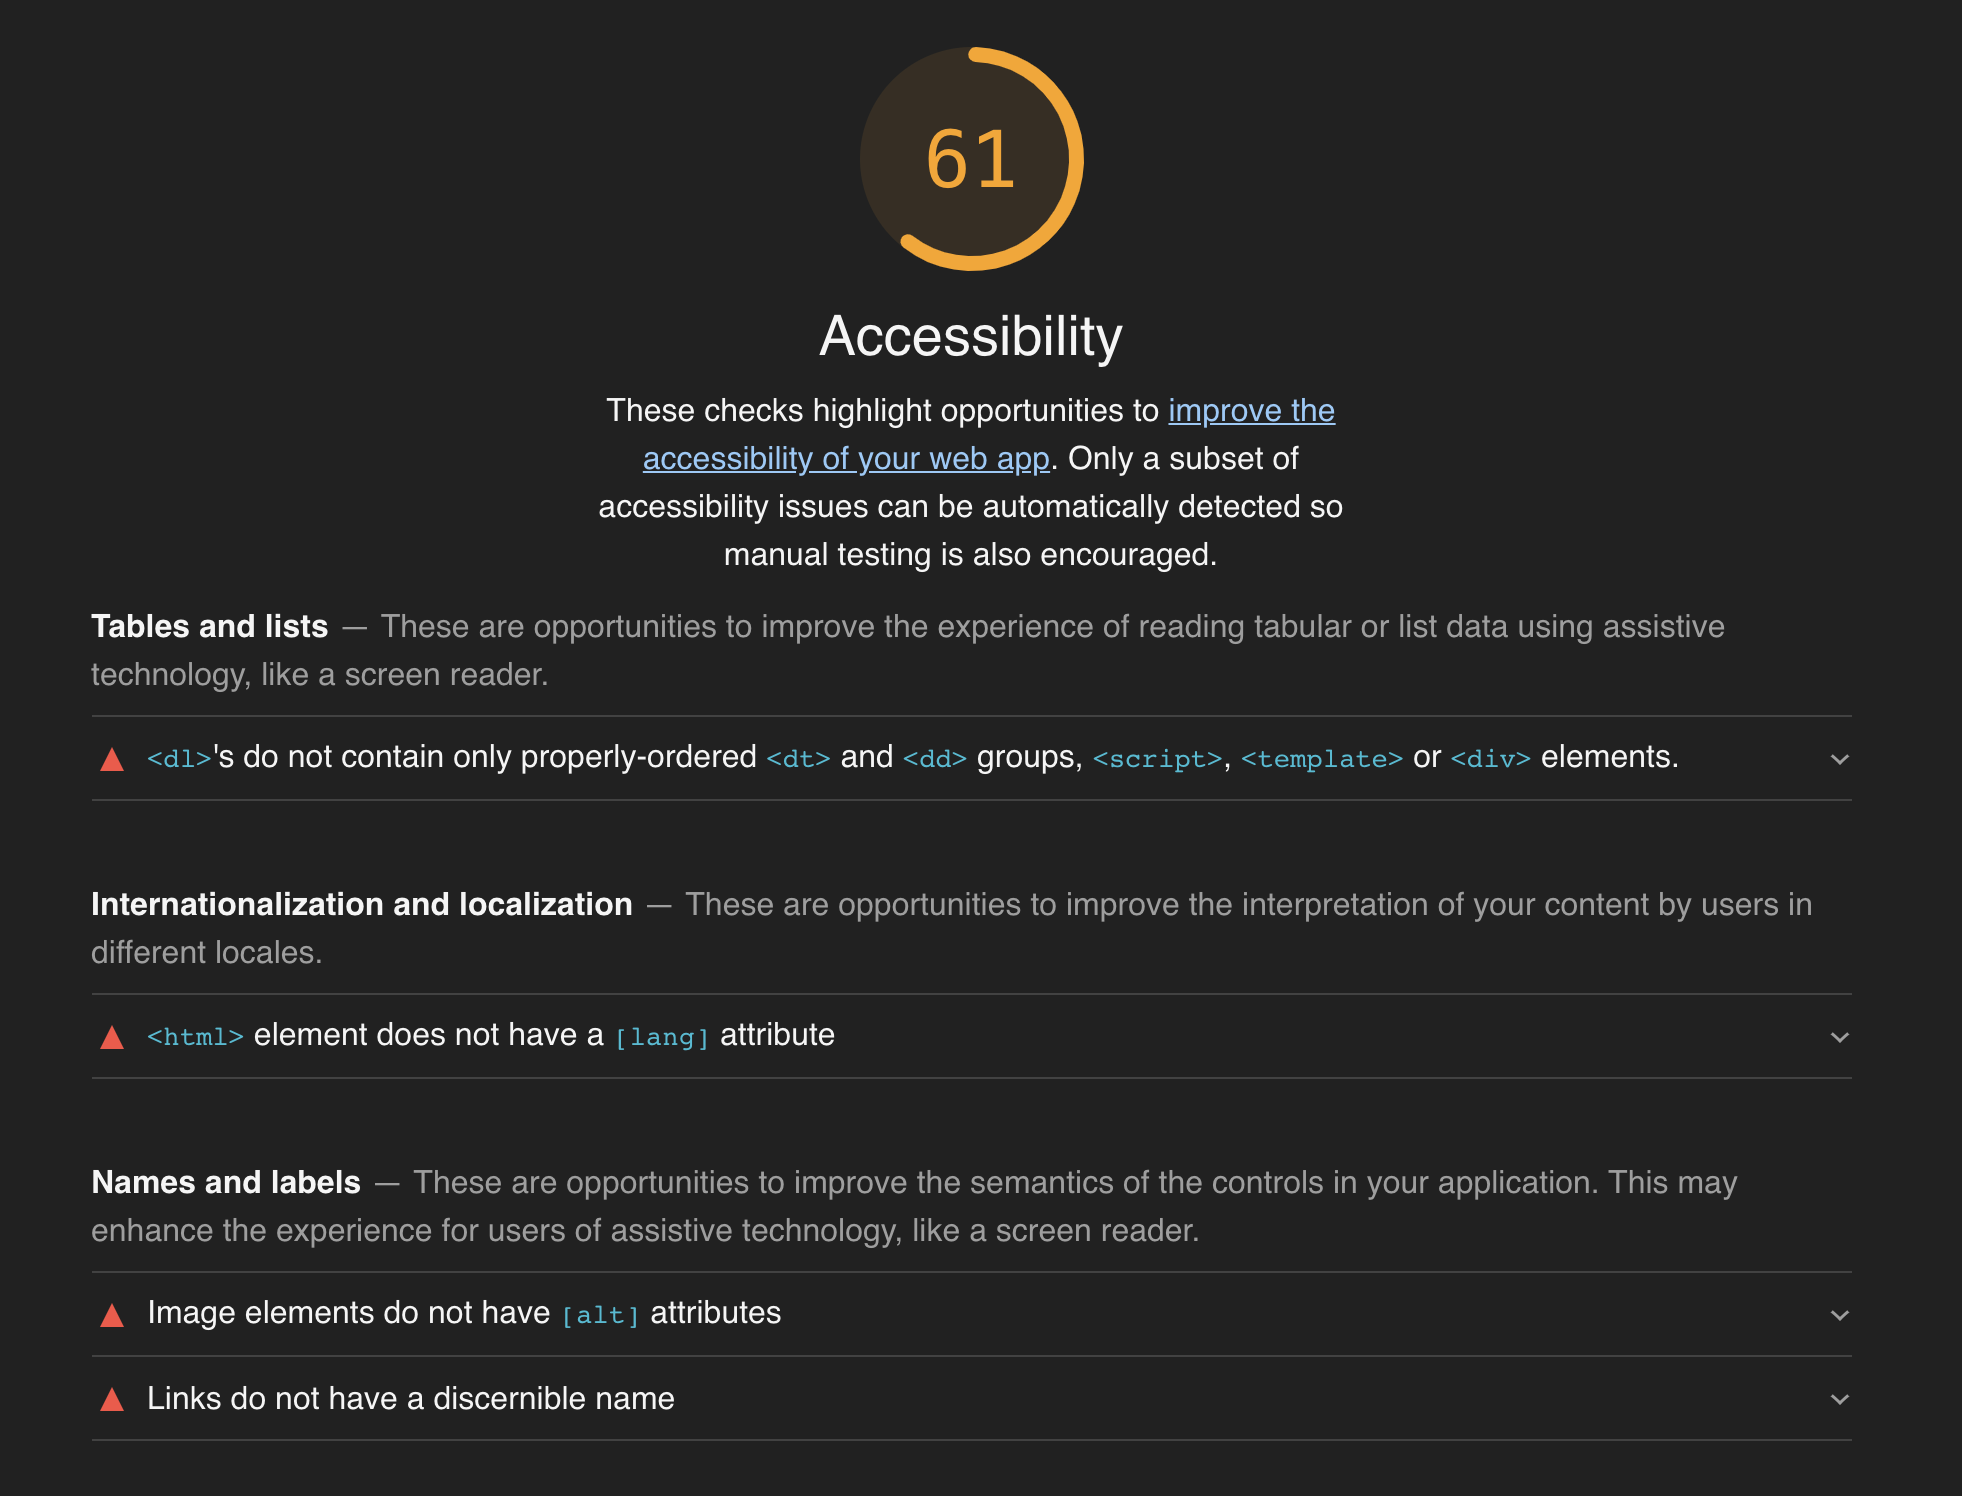 61
Accessibility
These checks highlight opportunities to improve the
accessibility of your web app. Only a subset of
accessibility issues can be automatically detected so
manual testing is also encouraged.
Tables and lists — These are opportunities to improve the experience of reading tabular or list data using assistive
technology, like a screen reader.
<dl>'s do not contain only properly-ordered <dt> and <dd> groups, <script>, <template> or <div> elements.
Internationalization and localization — These are opportunities to improve the interpretation of your content by users in
different locales.
<html> element does not have a [lang] attribute
Names and labels — These are opportunities to improve the semantics of the controls in your application. This may
enhance the experience for users of assistive technology, like a screen reader.
Image elements do not have [alt] attributes
Links do not have a discernible name